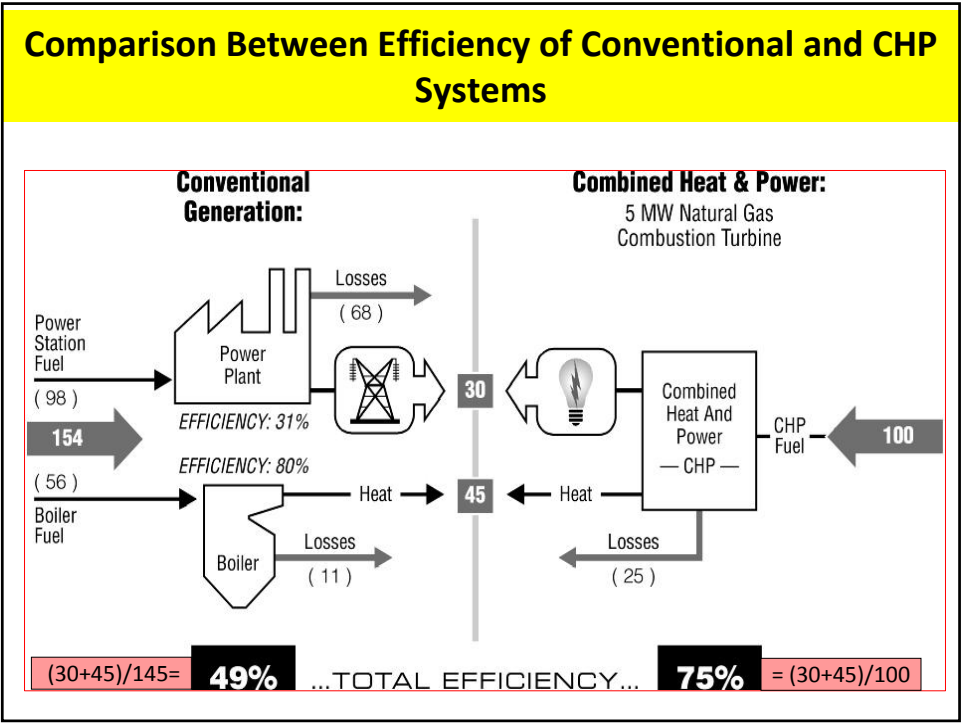 Comparison Between Efficiency of Conventional and CHP
Systems
Conventional
Generation:
Combined Heat & Power:
5 MW Natural Gas
Combustion Turbine
Losses
( 68 )
Power
Station
Fuel
( 98 )
Power
Plant
EFFICIENCY: 31%
30
Combined
Heat And
Power
— CHP —
CHP
Fuel
100
154
EFFICIENCY: 80%
( 56 )
Boiler
Fuel
Heat
45
Heat
Boiler
Losses
( 11 )
Losses
( 25 )
(30+45)/145=
49%
...TOTAL EFFICIENCY...
75%
= (30+45)/100